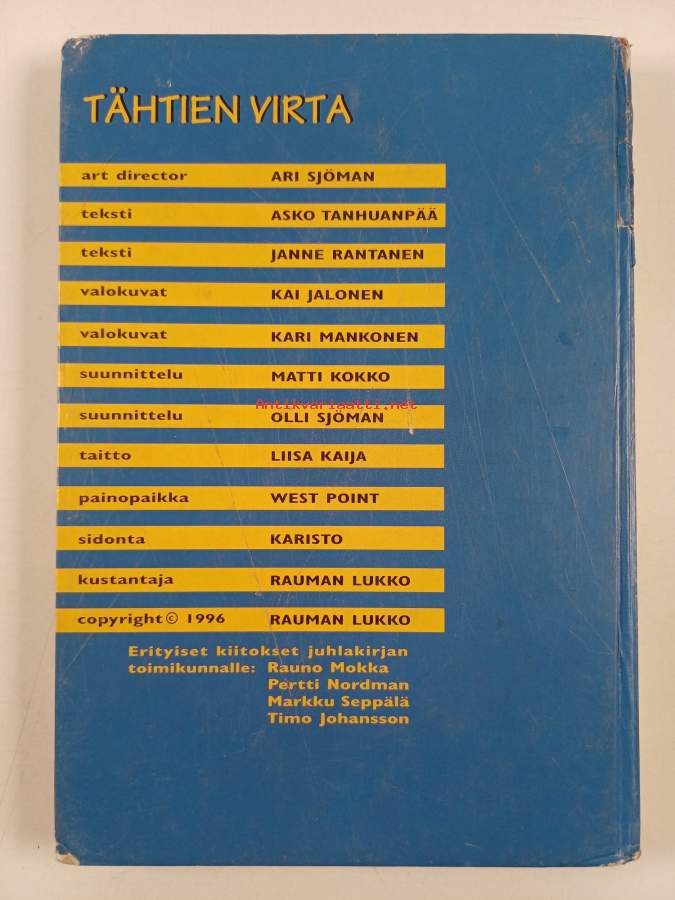 TÄHTIEN VIRTA
art director ARI SJÖMAN
teksti ASKO TANHUANPÄÄ
teksti JANNE RANTANEN
valokuvat KAI JALONEN
valokuvat KARI MANKONEN
suunnittelu MATTI KOKKO
Antikvariaatti.net
suunnittelu OLLI SJÖMAN
taitto LIISA KAIJA
painopaikka WEST POINT
sidonta KARISTO
kustantaja RAUMAN LUKKO
copyright© 1996 RAUMAN LUKKO
Erityiset kiitokset juhlakirjan
toimikunnalle: Rauno Mokka
Pertti Nordman
Markku Seppälä
Timo Johansson